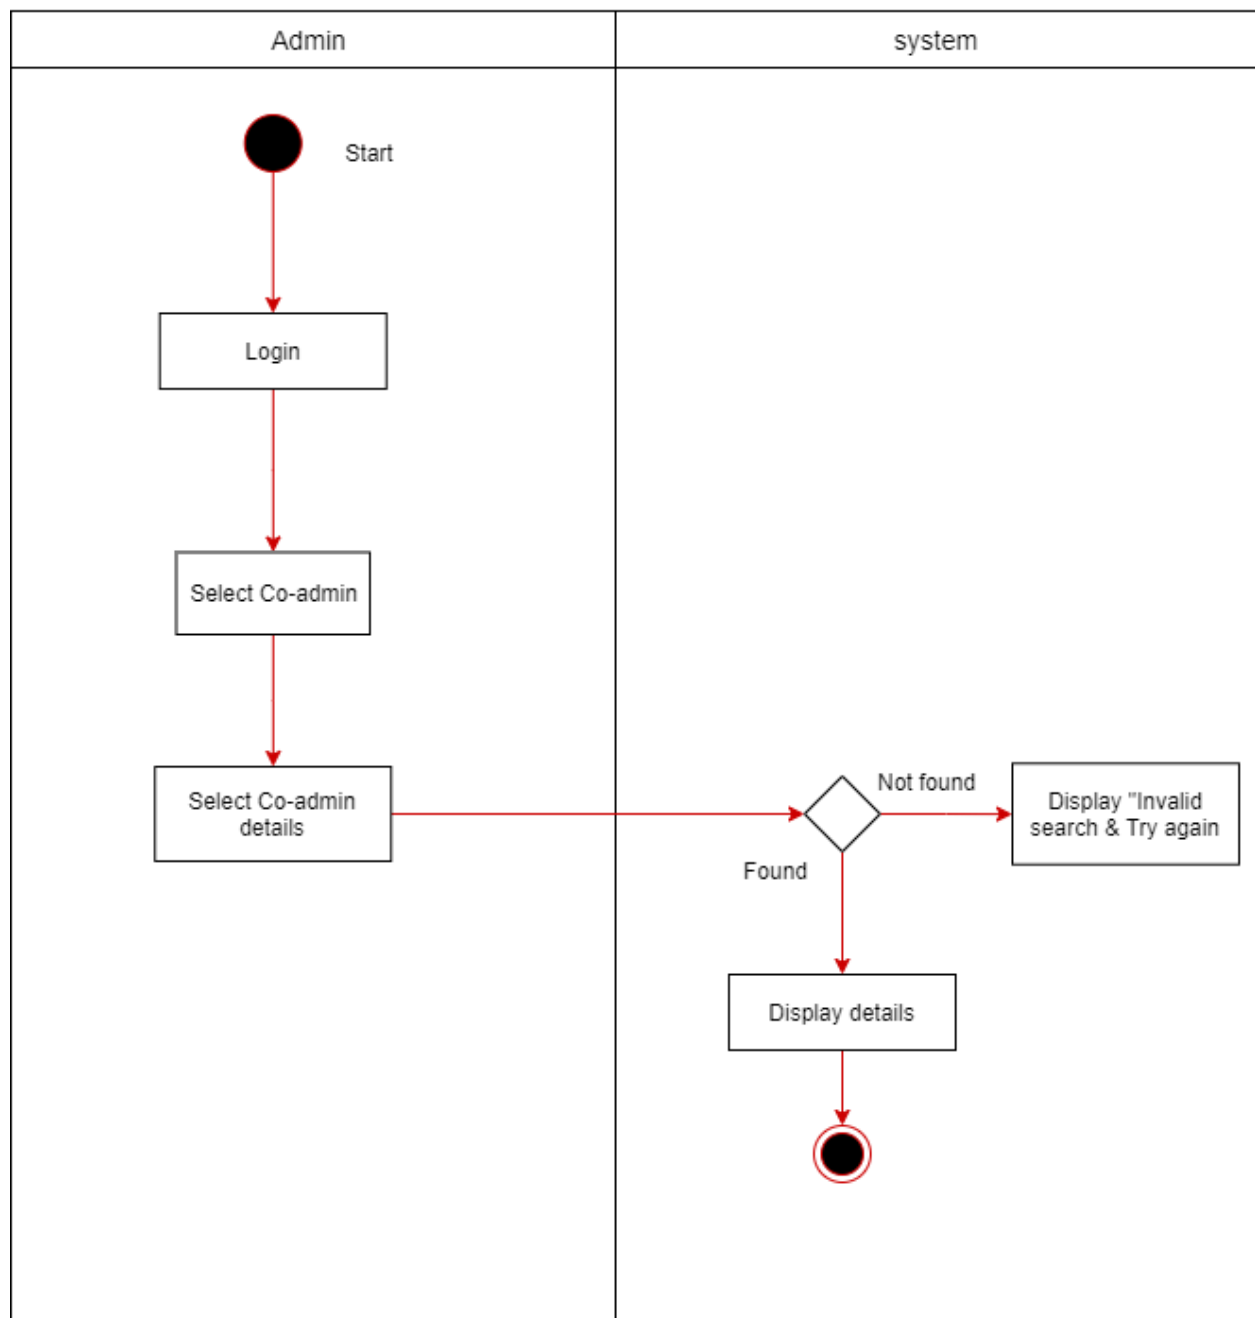 Admin
system
Start
Login
Select Co-admin
Select Co-admin
details
Not found
Display "Invalid
search & Try again
Found
Display details